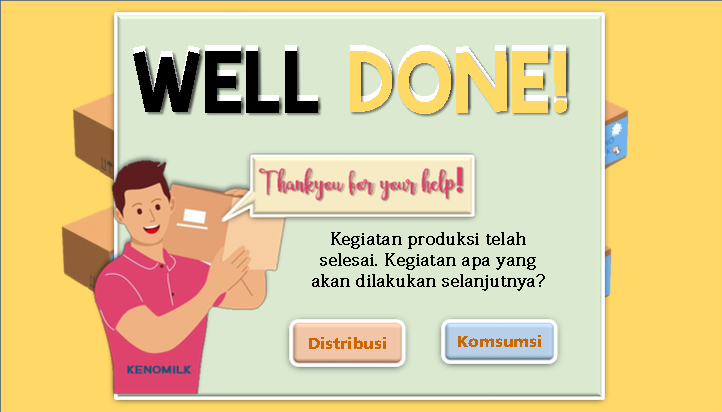 WELL DONE!
Thankyou for your help!
Kegiatan produksi telah
selesai. Kegiatan apa yang
akan dilakukan selanjutnya?
Distribusi
Komsumsi
KENOMILK